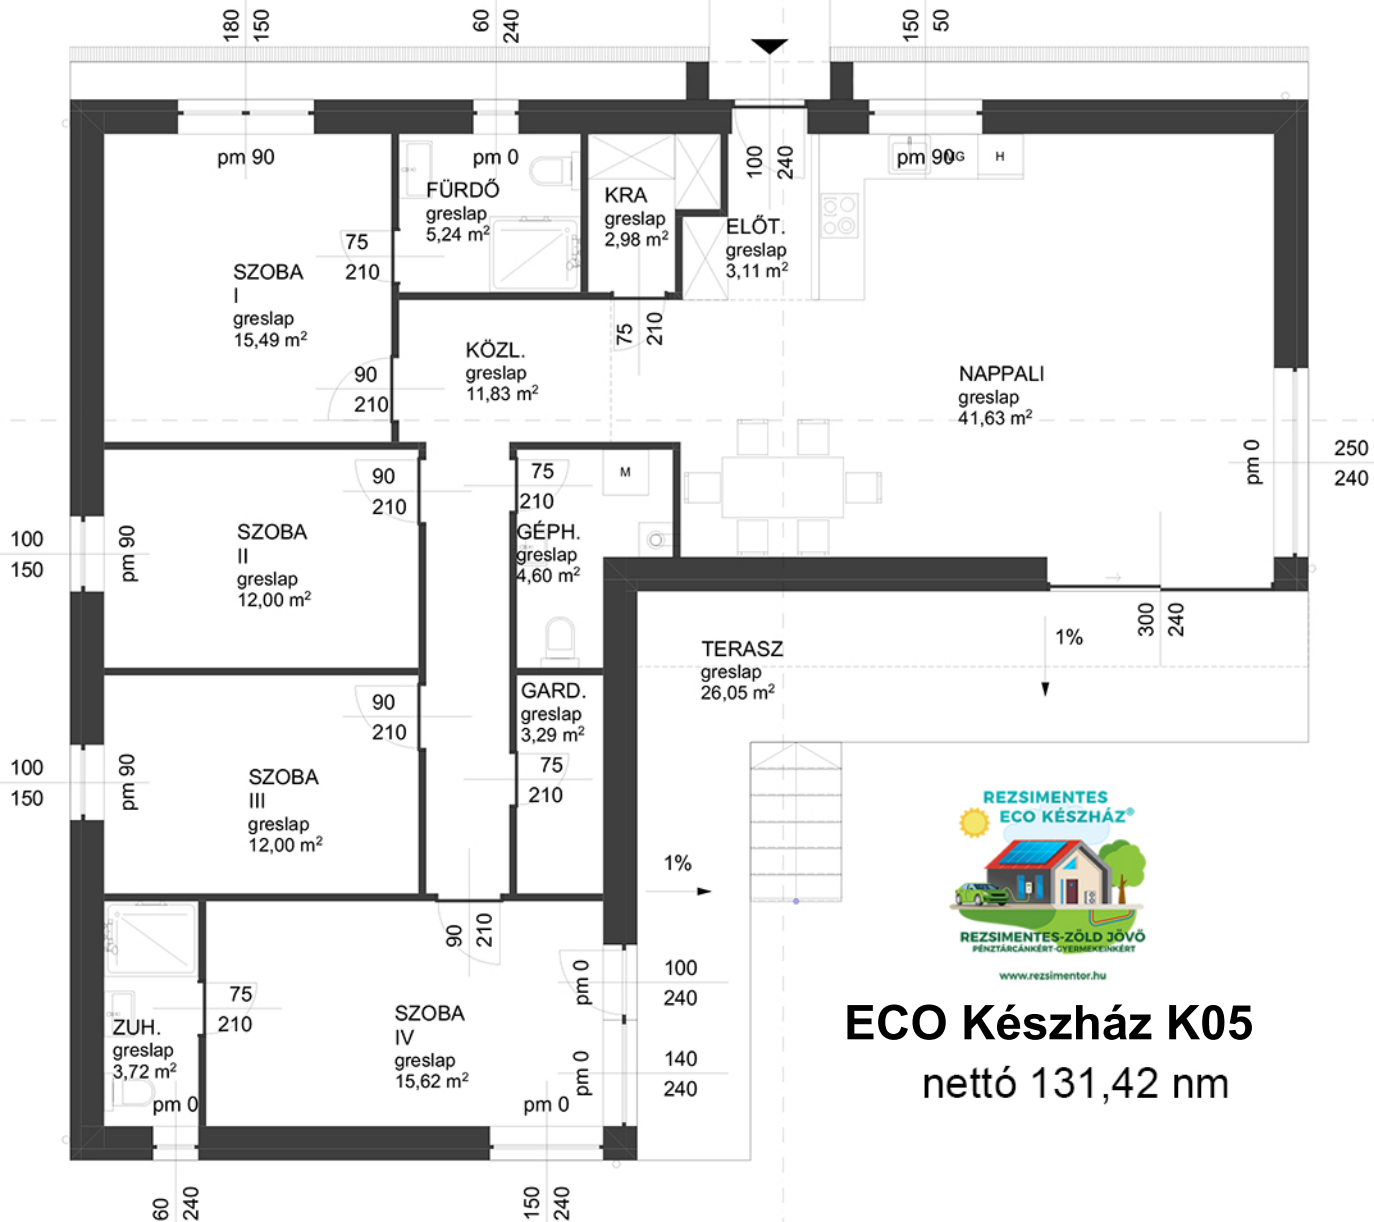 180
150
60
240
150
50
pm 90
pm 0
100
240
pm 90
MG
H
FÜRDŐ
greslap
5,24 m²
KRA
greslap
2,98 m²
ELŐT.
greslap
3,11 m²
75
210
SZOBA
I
greslap
15,49 m²
75
210
KÖZL.
greslap
11,83 m²
90
210
NAPPALI
greslap
41,63 m²
pm 0
250
240
90
210
75
210
M
100
150
pm 90
SZOBA
II
greslap
12,00 m²
GÉPH.
greslap
4,60 m²
300
240
1%
TERASZ
greslap
26,05 m²
90
210
GARD.
greslap
3,29 m²
100
150
pm 90
SZOBA
III
greslap
12,00 m²
75
210
REZSIMENTES
ECO KÉSZHÁZ®
1%
90
210
REZSIMENTES-ZÖLD JÖVŐ
PÉNZTÁRCÁNKÉRT-GYERMEKEINKÉRT
www.rezsimentor.hu
pm 0
100
240
75
210
ZUH.
greslap
3,72 m²
SZOBA
IV
greslap
15,62 m²
pm 0
140
240
pm 0
pm 0
60
240
150
240
ECO Készház K05
nettó 131,42 nm